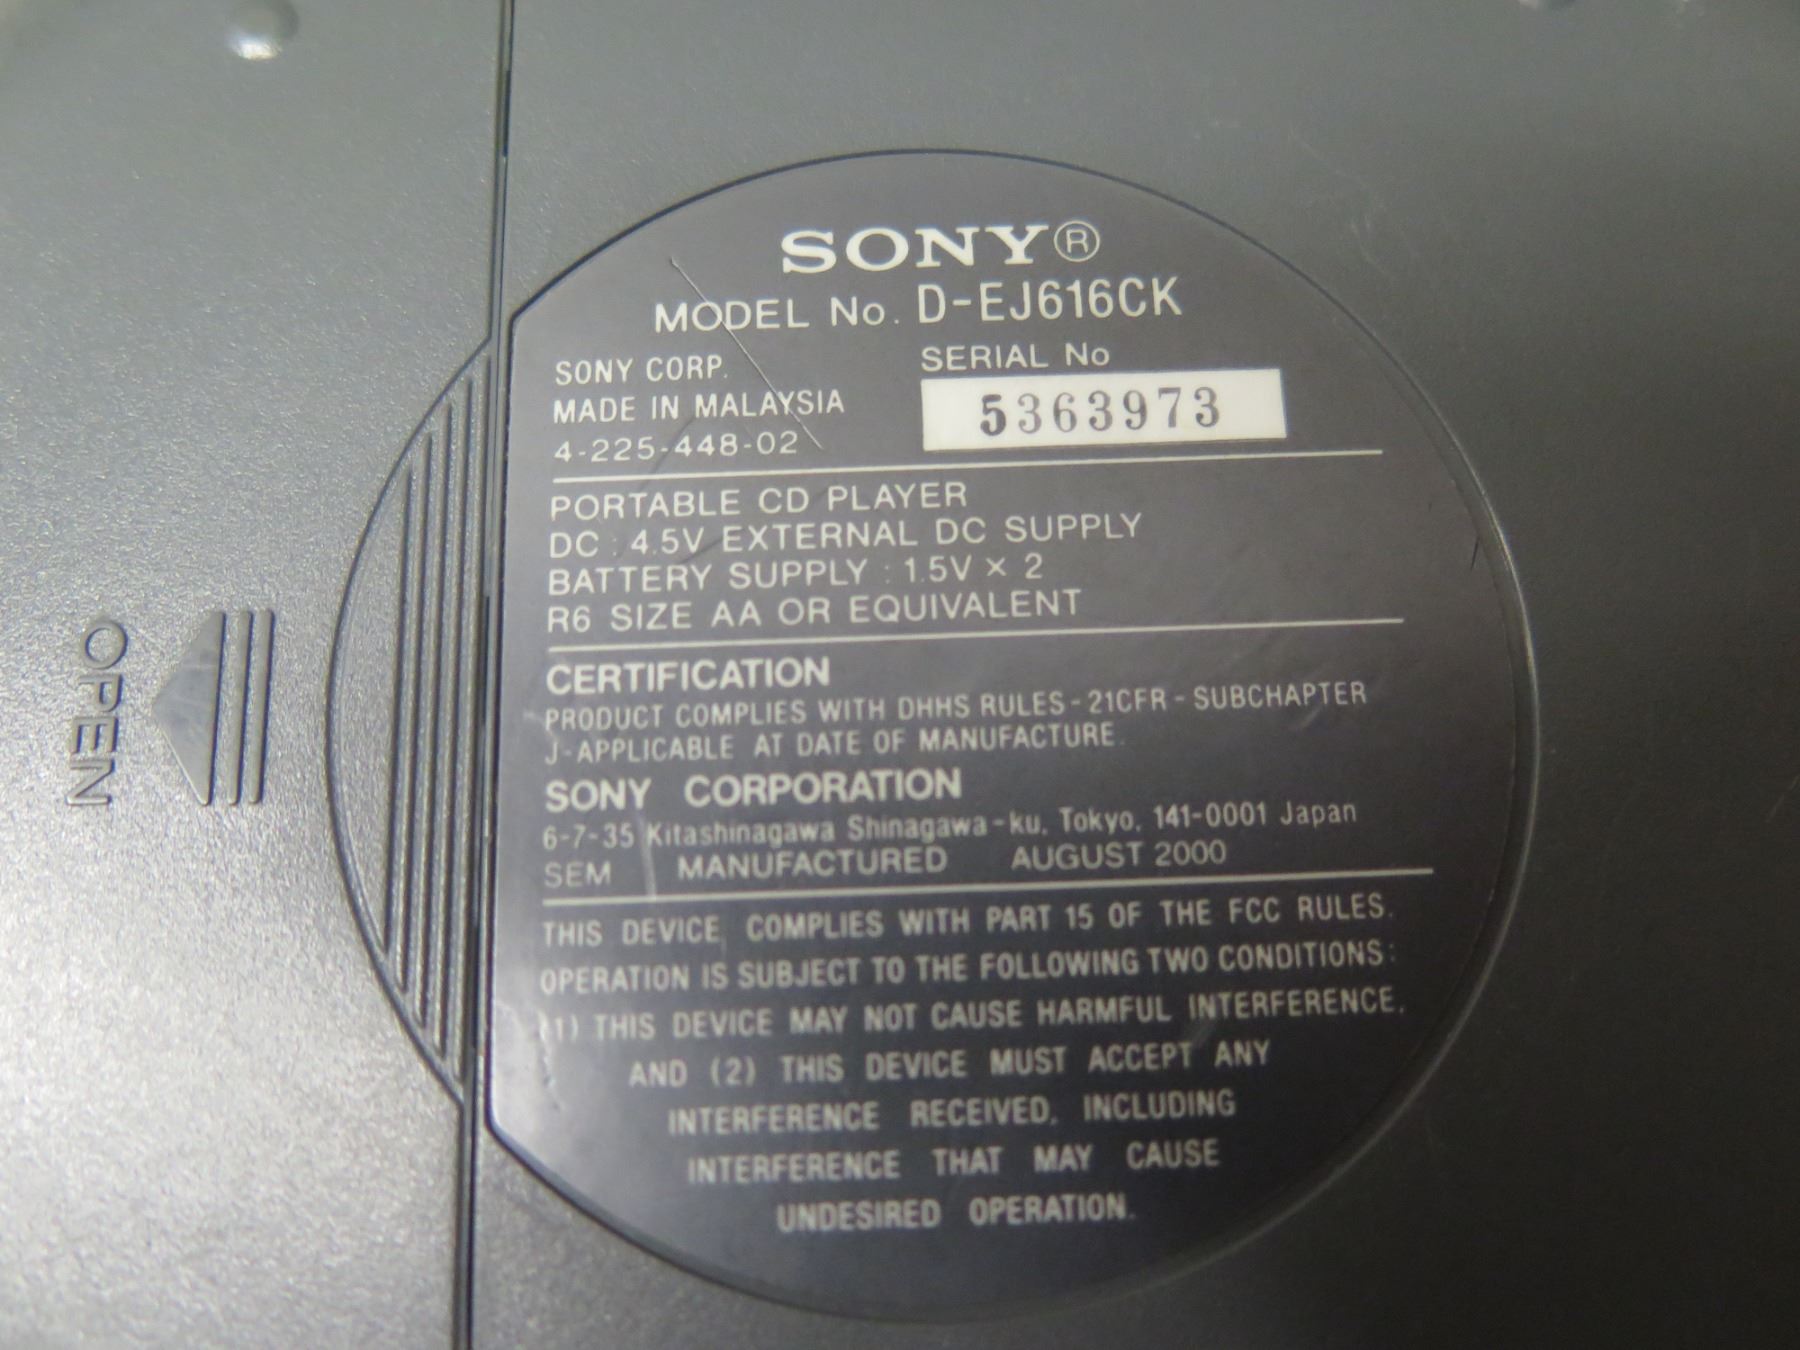 SONY®
MODEL No. D-EJ616CK
SONY CORP.
MADE IN MALAYSIA
4-225-448-02
SERIAL No
5363973
PORTABLE CD PLAYER
DC : 4.5V EXTERNAL DC SUPPLY
BATTERY SUPPLY : 1.5V × 2
R6 SIZE AA OR EQUIVALENT
CERTIFICATION
PRODUCT COMPLIES WITH DHHS RULES - 21CFR - SUBCHAPTER
J - APPLICABLE AT DATE OF MANUFACTURE.
SONY CORPORATION
6-7-35 Kitashinagawa Shinagawa-ku, Tokyo, 141-0001 Japan
SEM MANUFACTURED AUGUST 2000
THIS DEVICE COMPLIES WITH PART 15 OF THE FCC RULES.
OPERATION IS SUBJECT TO THE FOLLOWING TWO CONDITIONS:
(1) THIS DEVICE MAY NOT CAUSE HARMFUL INTERFERENCE,
AND (2) THIS DEVICE MUST ACCEPT ANY
INTERFERENCE RECEIVED, INCLUDING
INTERFERENCE THAT MAY CAUSE
UNDESIRED OPERATION.
OPEN